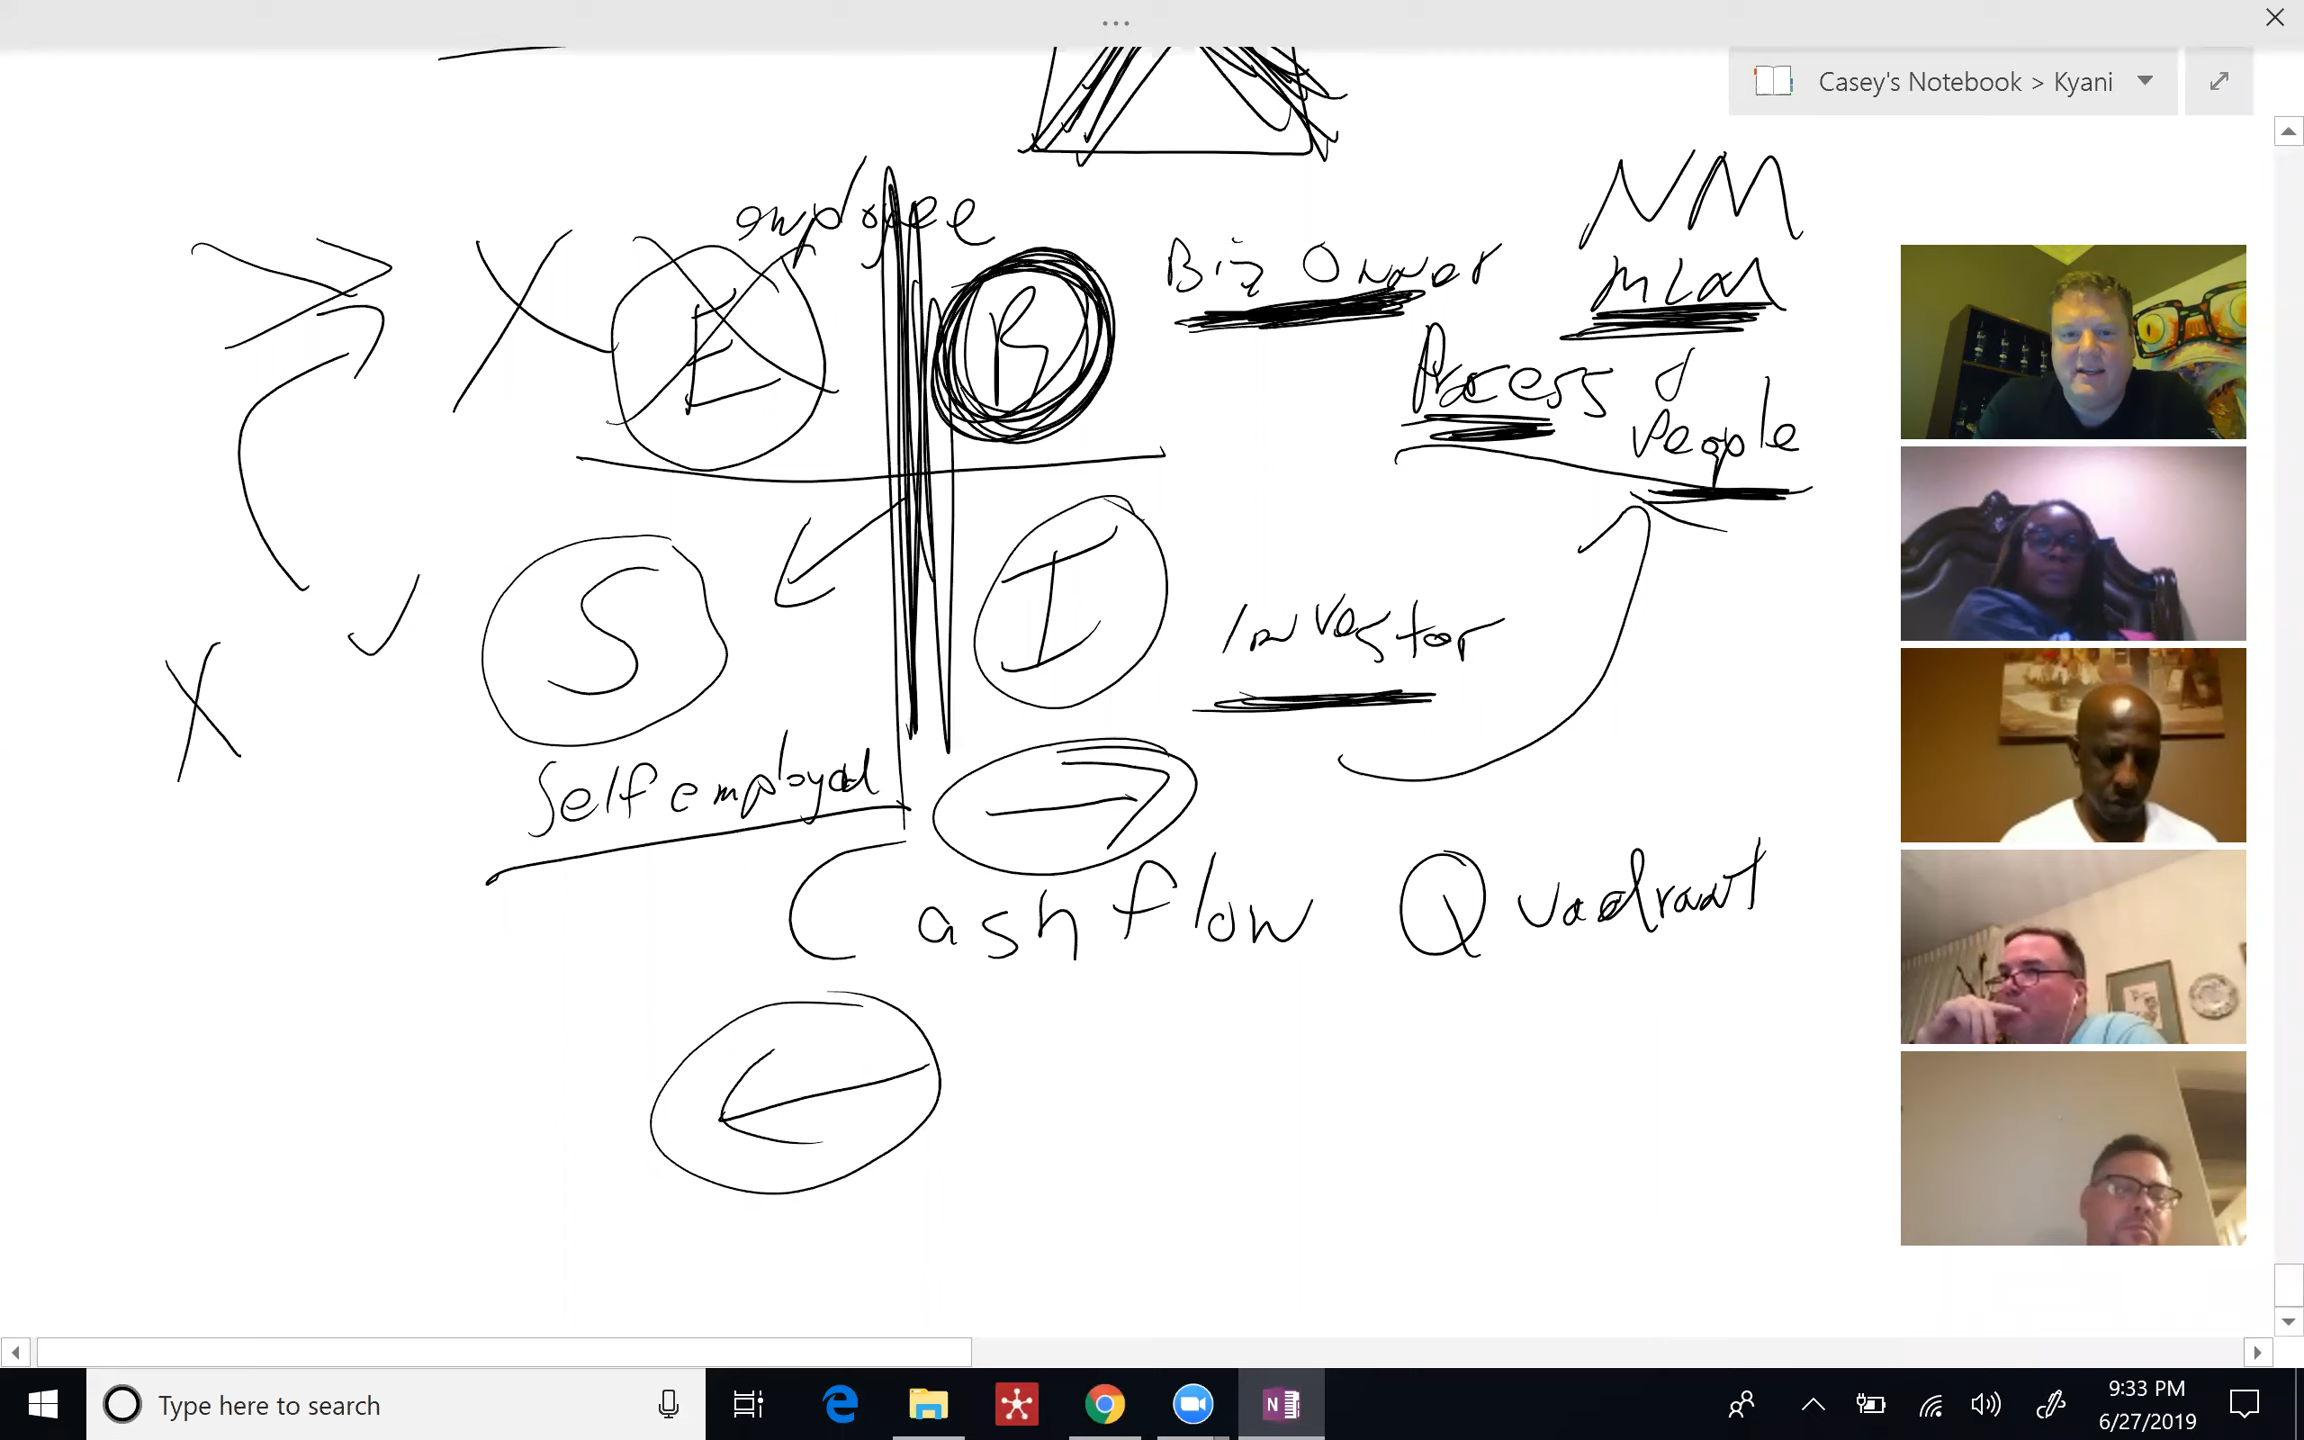 Casey's Notebook > Kyani
employee
NM
MLM
E
B
Biz Owner
Process &
People
S
I
Investor
Self employed
Cashflow Quadrant
Type here to search
N
9:33 PM
6/27/2019